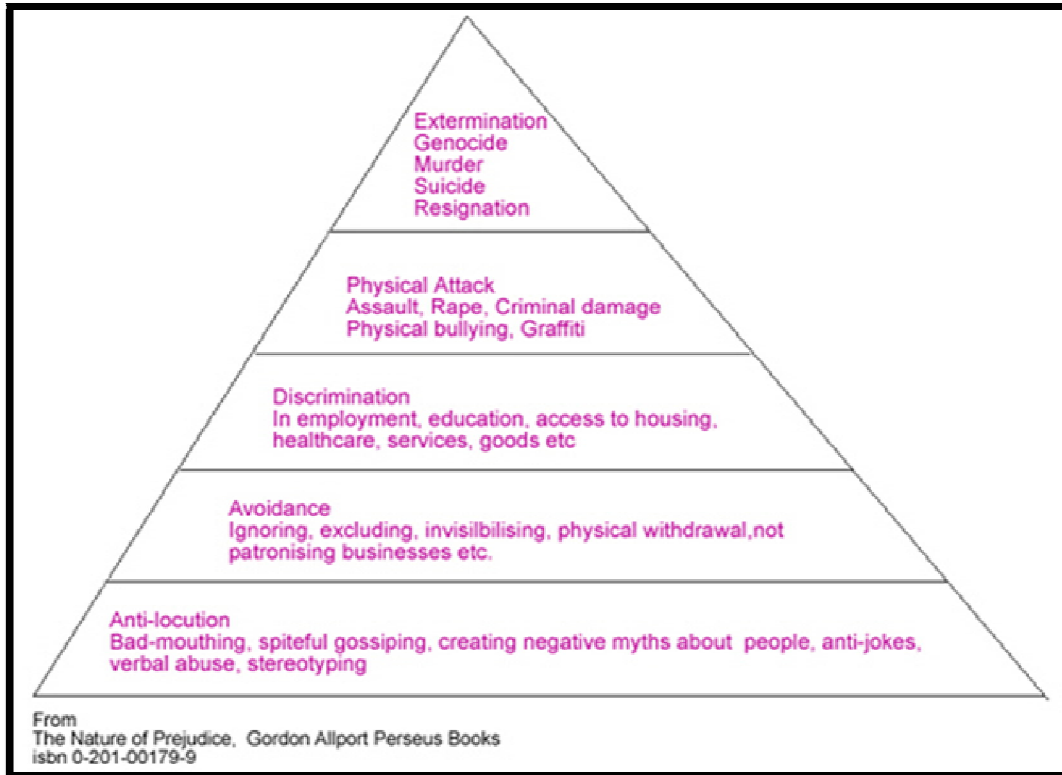 Extermination
Genocide
Murder
Suicide
Resignation
Physical Attack
Assault, Rape, Criminal damage
Physical bullying, Graffiti
Discrimination
In employment, education, access to housing,
healthcare, services, goods etc
Avoidance
Ignoring, excluding, invisilbilising, physical withdrawal,not
patronising businesses etc.
Anti-locution
Bad-mouthing, spiteful gossiping, creating negative myths about people, anti-jokes,
verbal abuse, stereotyping
From
The Nature of Prejudice, Gordon Allport Perseus Books
isbn 0-201-00179-9